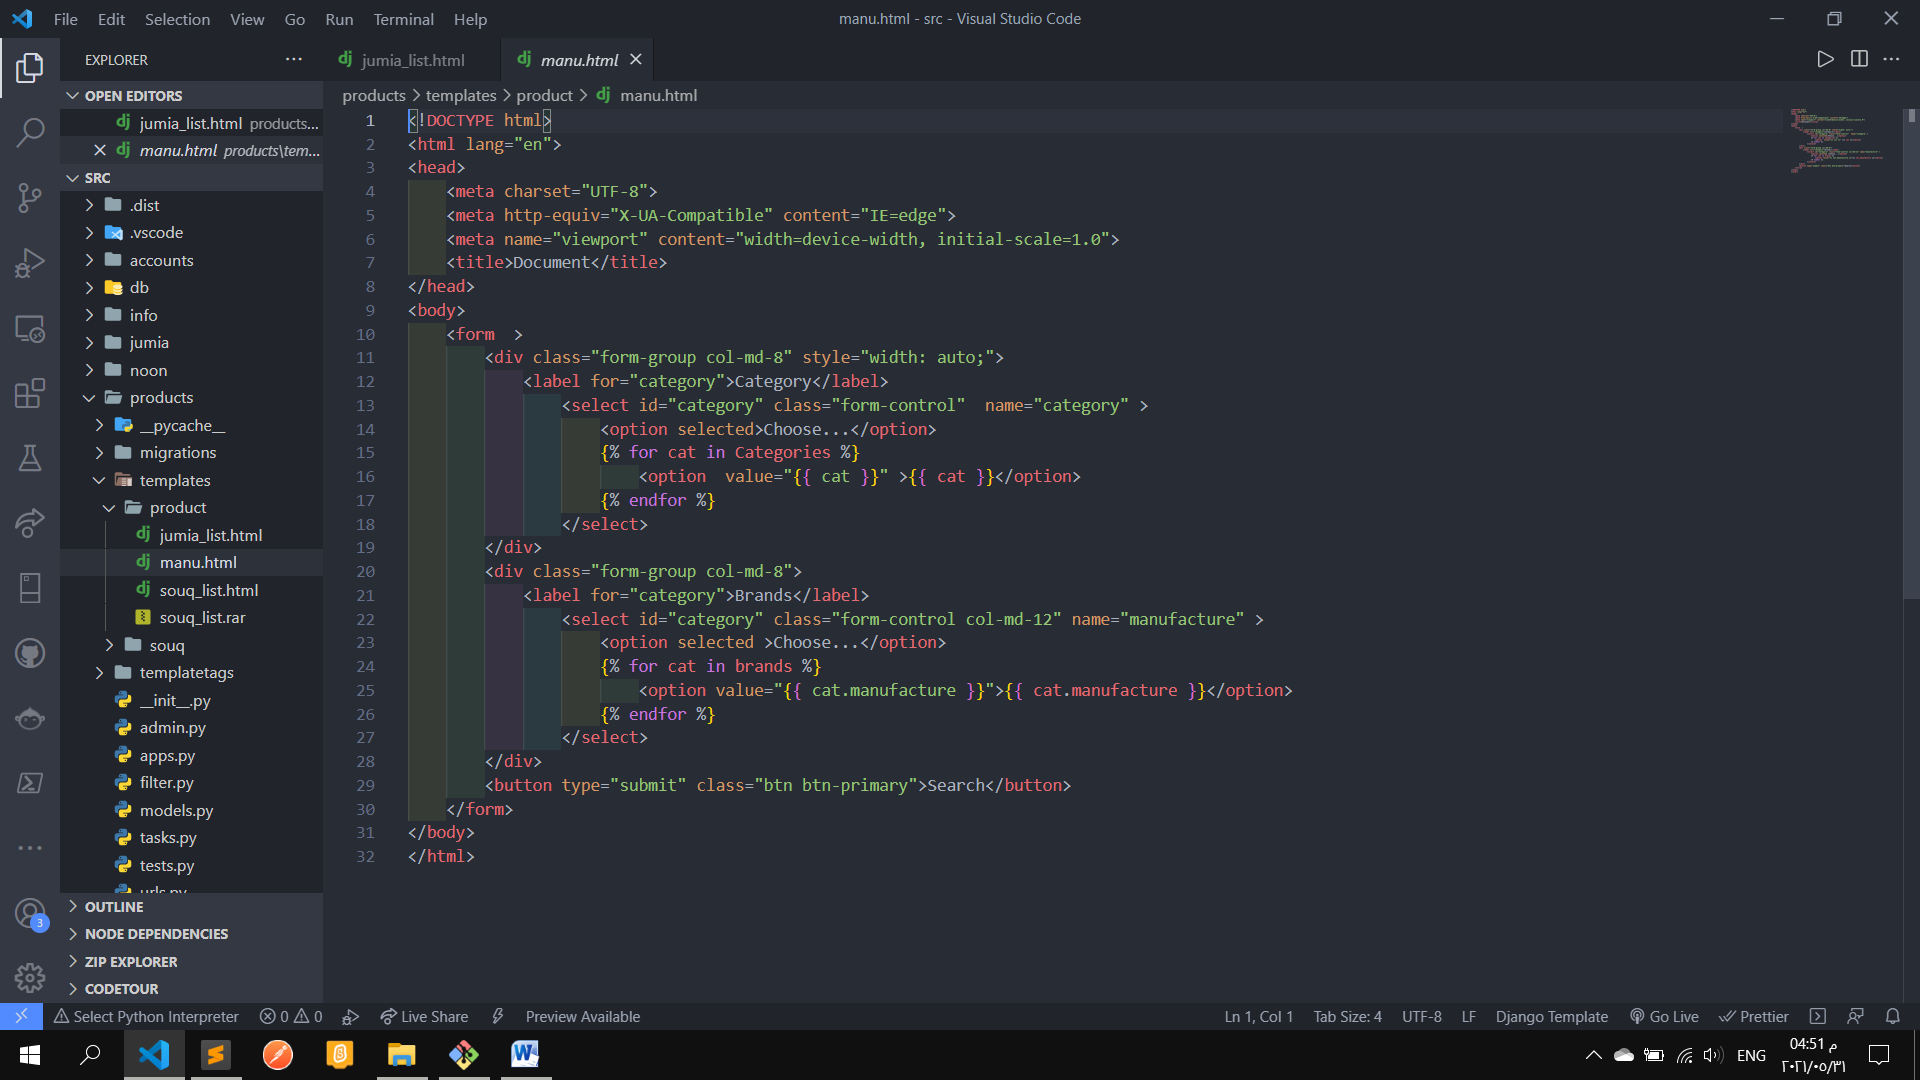 File Edit Selection View Go Run Terminal Help
manu.html - src - Visual Studio Code
EXPLORER
OPEN EDITORS
jumia_list.html products...
manu.html products\tem...
SRC
.dist
.vscode
accounts
db
info
jumia
noon
products
__pycache__
migrations
templates
product
jumia_list.html
manu.html
souq_list.html
souq_list.rar
souq
templatetags
__init__.py
admin.py
apps.py
filter.py
models.py
tasks.py
tests.py
urls.py
OUTLINE
NODE DEPENDENCIES
ZIP EXPLORER
CODETOUR
3
jumia_list.html manu.html
products > templates > product > manu.html
1 <!DOCTYPE html>
2 <html lang="en">
3 <head>
4 <meta charset="UTF-8">
5 <meta http-equiv="X-UA-Compatible" content="IE=edge">
6 <meta name="viewport" content="width=device-width, initial-scale=1.0">
7 <title>Document</title>
8 </head>
9 <body>
10 <form  >
11 <div class="form-group col-md-8" style="width: auto;">
12 <label for="category">Category</label>
13 <select id="category" class="form-control"  name="category" >
14 <option selected>Choose...</option>
15 {% for cat in Categories %}
16 <option  value="{{ cat }}" >{{ cat }}</option>
17 {% endfor %}
18 </select>
19 </div>
20 <div class="form-group col-md-8">
21 <label for="category">Brands</label>
22 <select id="category" class="form-control col-md-12" name="manufacture" >
23 <option selected >Choose...</option>
24 {% for cat in brands %}
25 <option value="{{ cat.manufacture }}">{{ cat.manufacture }}</option>
26 {% endfor %}
27 </select>
28 </div>
29 <button type="submit" class="btn btn-primary">Search</button>
30 </form>
31 </body>
32 </html>
Select Python Interpreter 0 0 Live Share Preview Available Ln 1, Col 1 Tab Size: 4 UTF-8 LF Django Template Go Live Prettier
ENG
04:51 م
٢٠٢١/٠٥/٣١